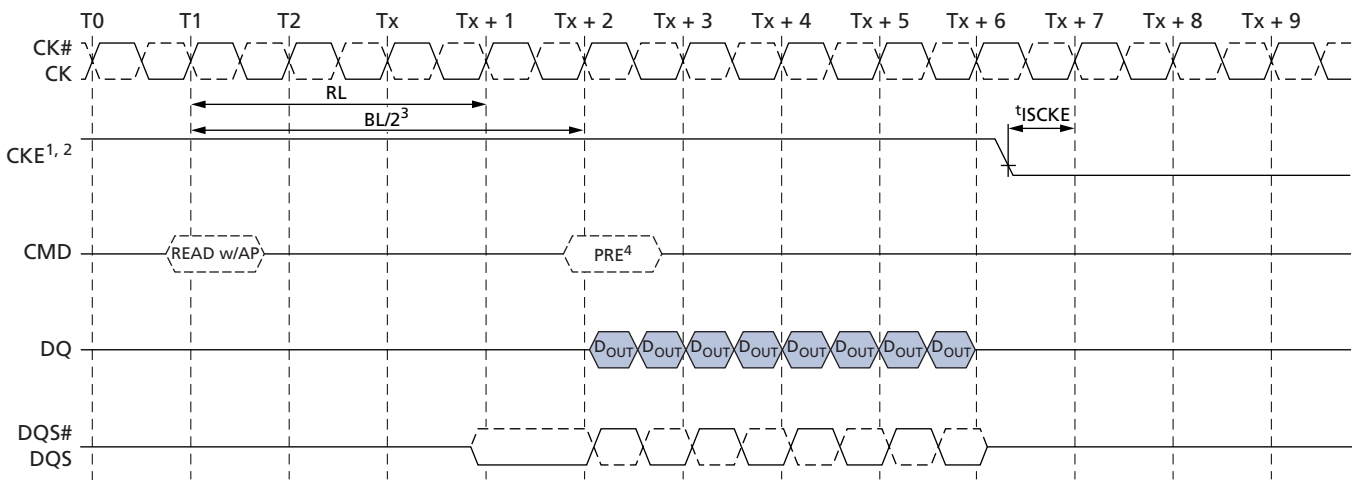 T0 T1 T2 Tx Tx + 1 Tx + 2 Tx + 3 Tx + 4 Tx + 5 Tx + 6 Tx + 7 Tx + 8 Tx + 9
CK#
CK
RL
BL/2³
ᵗISCKE
CKE¹, ²
CMD
READ w/AP
PRE⁴
DQ
DOUT DOUT DOUT DOUT DOUT DOUT DOUT DOUT
DQS#
DQS